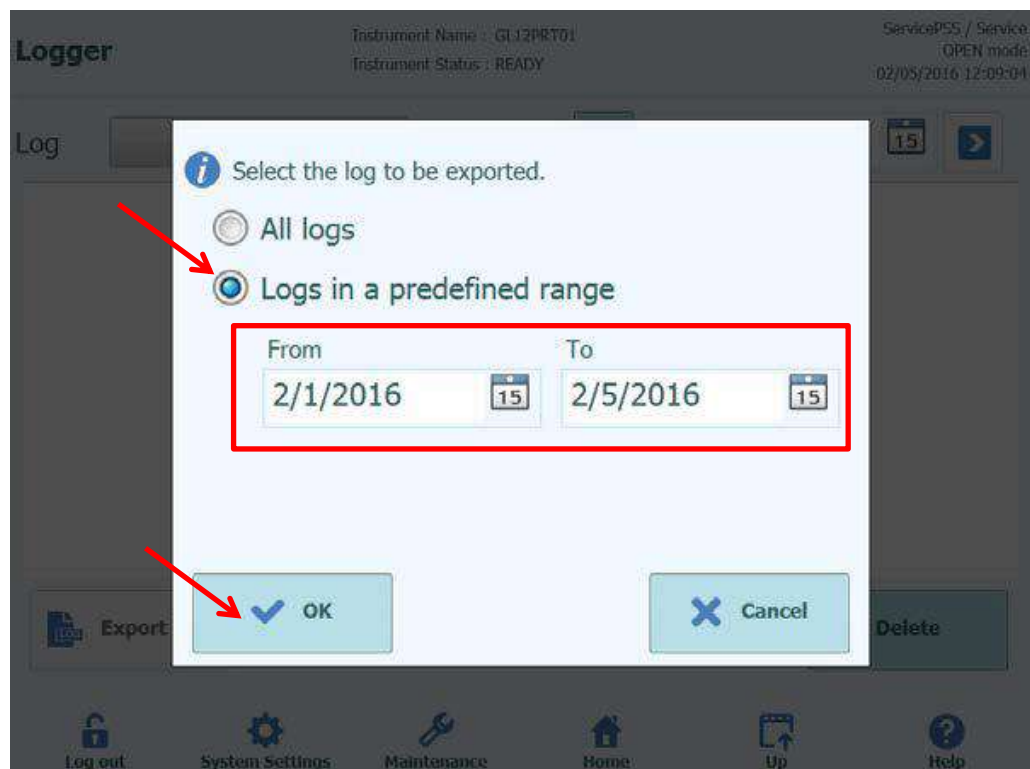 Logger
Instrument Name : GL12PRT01
Instrument Status : READY
ServicePSS / Service
OPEN mode
02/05/2016 12:09:04
Log
15
Select the log to be exported.
All logs
Logs in a predefined range
From To
2/1/2016 15 2/5/2016 15
Export
OK
Cancel
Delete
Log out System Settings Maintenance Home Up Help